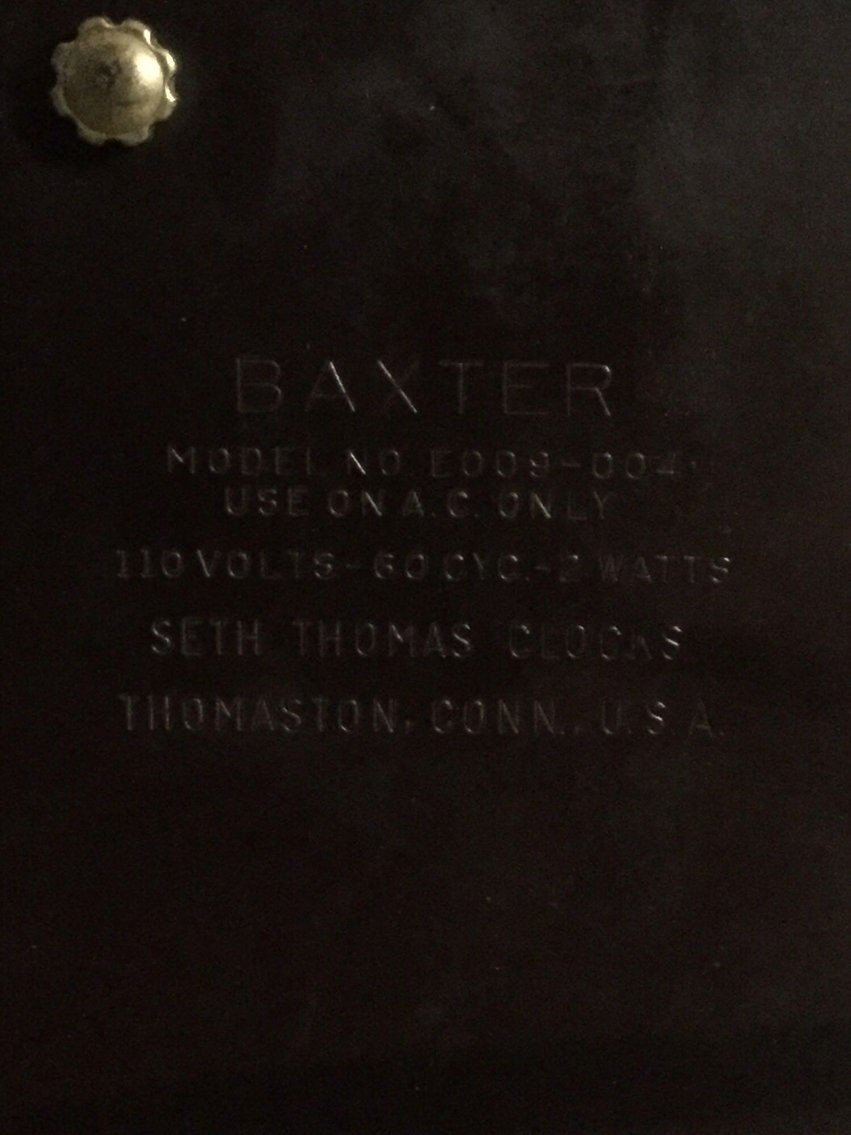 BAXTER
MODEL NO E009-004
USE ON A.C. ONLY
110 VOLTS-60 CYC.-2 WATTS
SETH THOMAS CLOCKS
THOMASTON, CONN., U.S.A.